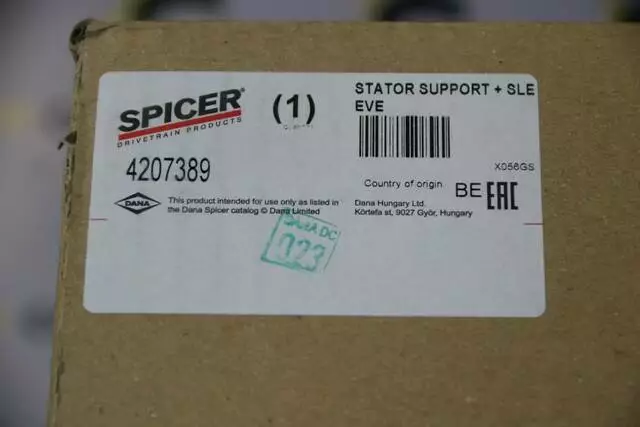 SPICER®
DRIVETRAIN PRODUCTS
(1)
STATOR SUPPORT + SLE
EVE
4207389
X056GS
Country of origin BE EAC
DANA
This product intended for use only as listed in
the Dana Spicer catalog © Dana Limited
Dana Hungary Ltd.
Körtefa st, 9027 Győr, Hungary
023